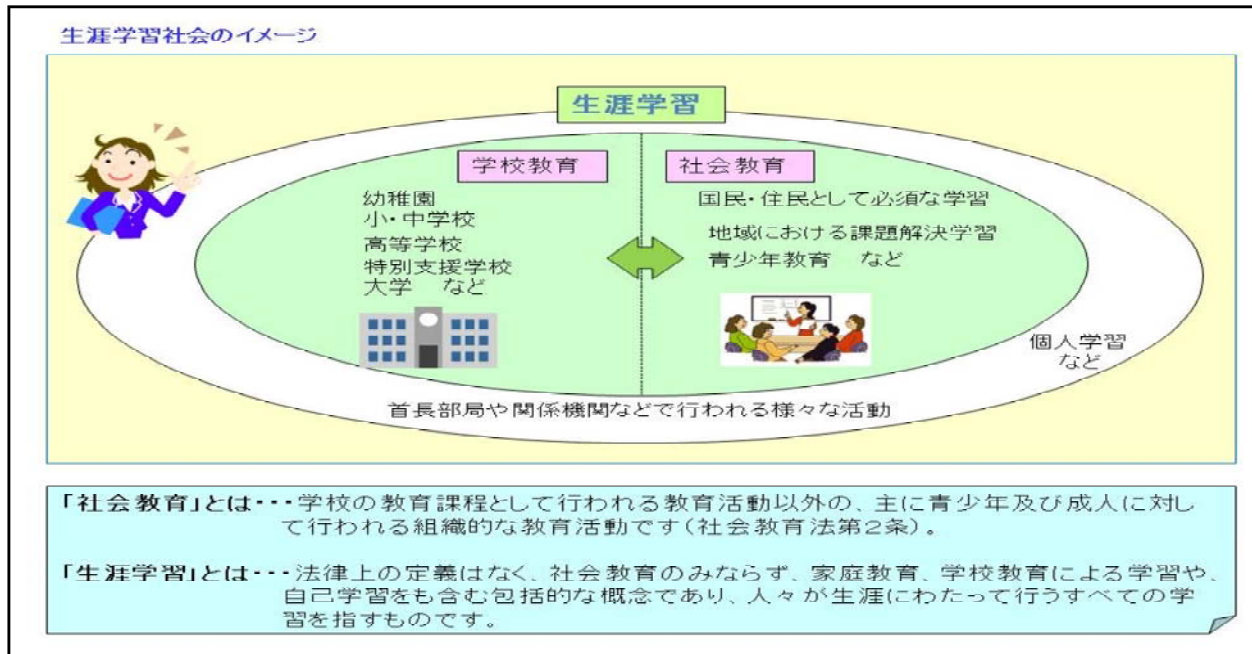 生涯学習社会のイメージ
生涯学習
学校教育
幼稚園
小・中学校
高等学校
特別支援学校
大学 など
社会教育
国民・住民として必須な学習
地域における課題解決学習
青少年教育 など
個人学習
など
首長部局や関係機関などで行われる様々な活動
「社会教育」とは・・・学校の教育課程として行われる教育活動以外の、主に青少年及び成人に対し
て行われる組織的な教育活動です(社会教育法第2条)。
「生涯学習」とは・・・法律上の定義はなく、社会教育のみならず、家庭教育、学校教育による学習や、
自己学習をも含む包括的な概念であり、人々が生涯にわたって行うすべての学
習を指すものです。